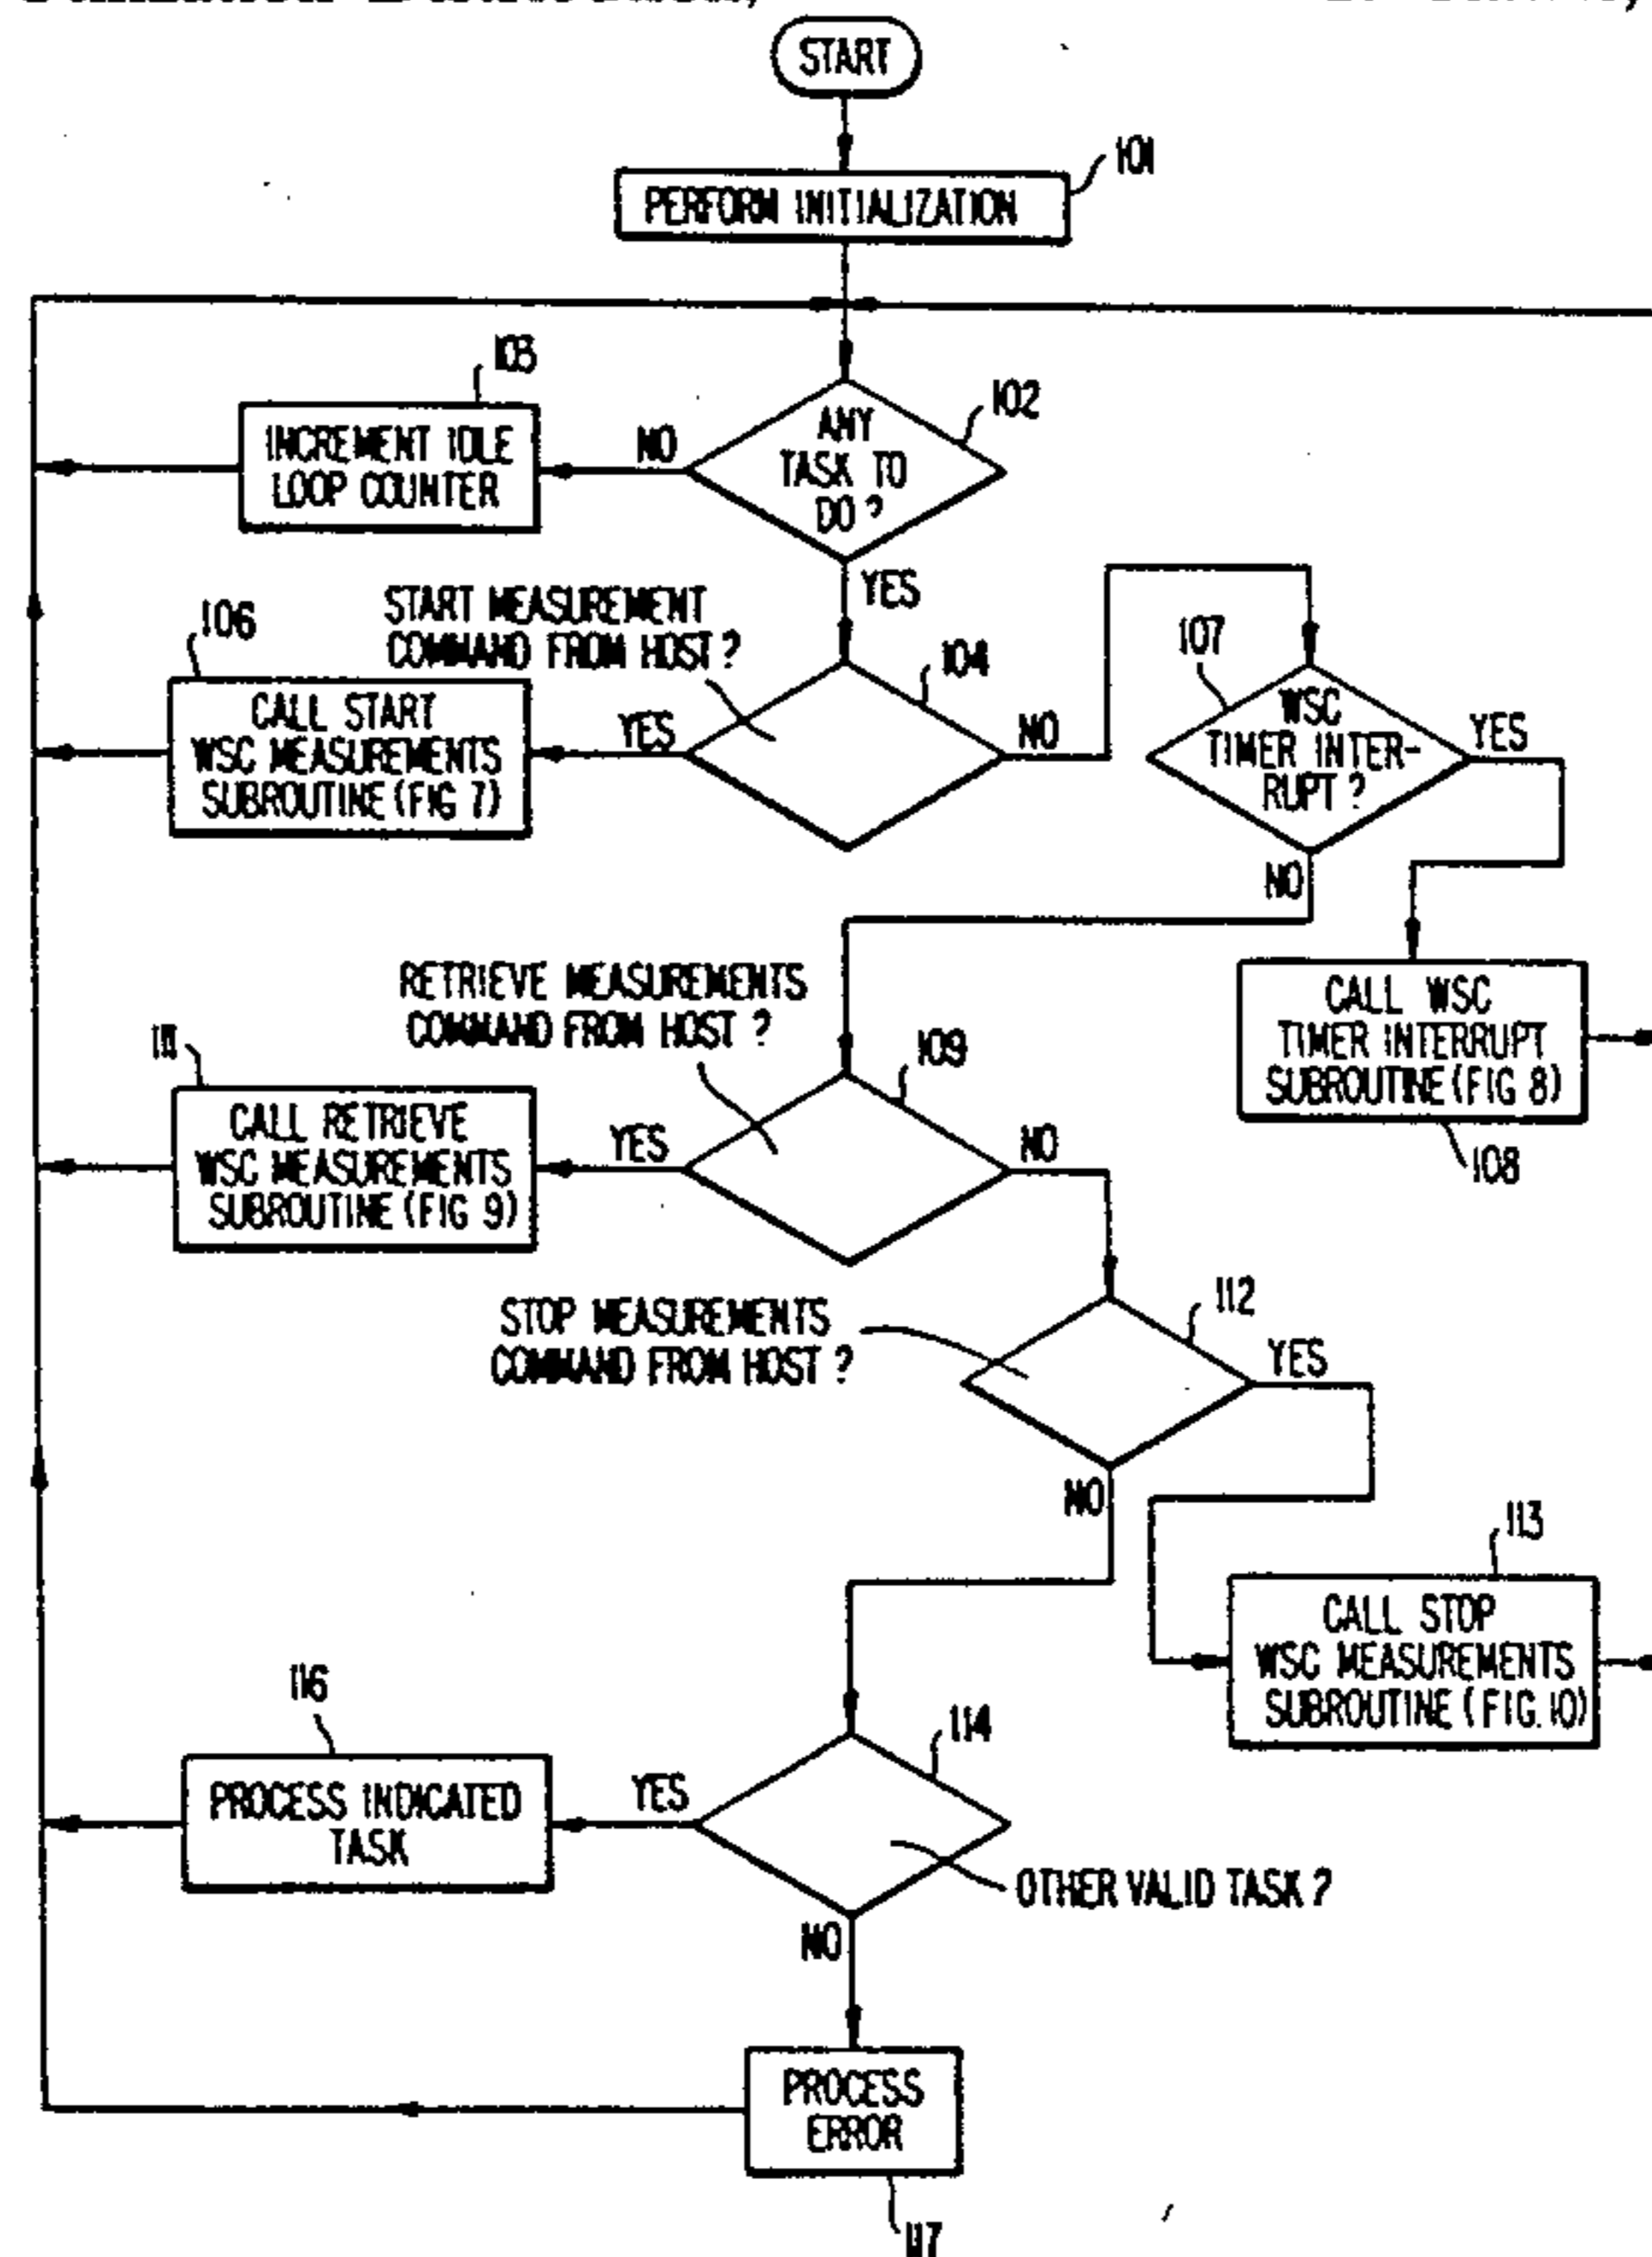 START
101
PERFORM INITIALIZATION
103
INCREMENT IDLE
LOOP COUNTER
NO
102
ANY
TASK TO
DO?
YES
START MEASUREMENT
COMMAND FROM HOST?
106
104
107
CALL START
WSC MEASUREMENTS
SUBROUTINE (FIG 7)
YES
NO
WSC
TIMER INTER-
RUPT?
YES
NO
RETRIEVE MEASUREMENTS
COMMAND FROM HOST?
CALL WSC
TIMER INTERRUPT
SUBROUTINE (FIG 8)
108
111
109
CALL RETRIEVE
WSC MEASUREMENTS
SUBROUTINE (FIG 9)
YES
NO
STOP MEASUREMENTS
COMMAND FROM HOST?
112
YES
NO
113
CALL STOP
WSC MEASUREMENTS
SUBROUTINE (FIG. 10)
116
114
PROCESS INDICATED
TASK
YES
OTHER VALID TASK?
NO
PROCESS
ERROR
117